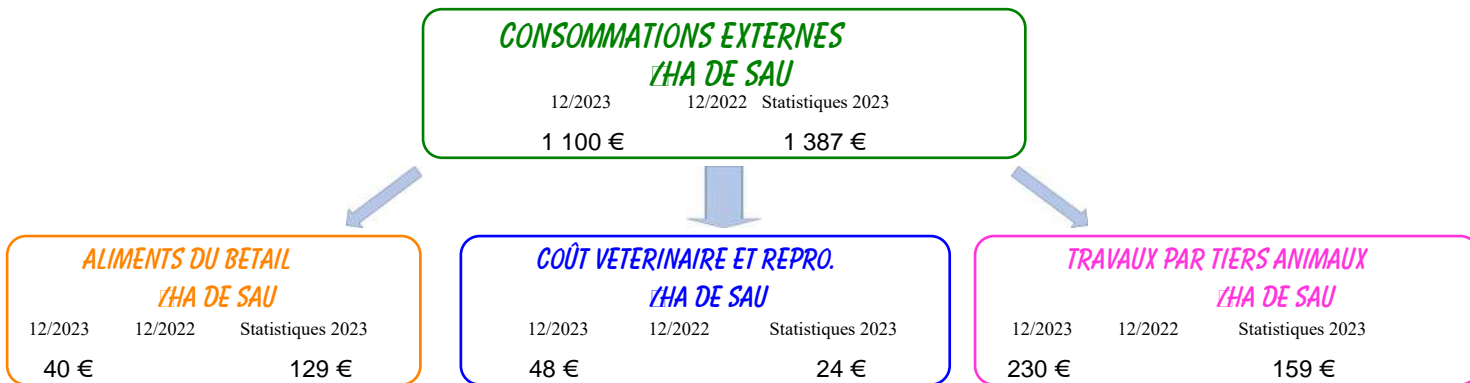 CONSOMMATIONS EXTERNES
/HA DE SAU
12/2023 12/2022 Statistiques 2023
1 100 € 1 387 €
ALIMENTS DU BETAIL
/HA DE SAU
12/2023 12/2022 Statistiques 2023
40 € 129 €
COÛT VETERINAIRE ET REPRO.
/HA DE SAU
12/2023 12/2022 Statistiques 2023
48 € 24 €
TRAVAUX PAR TIERS ANIMAUX
/HA DE SAU
12/2023 12/2022 Statistiques 2023
230 € 159 €